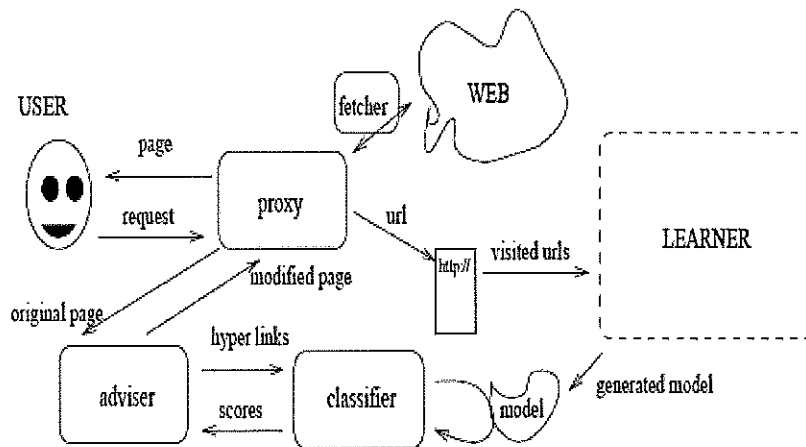 WEB
fetcher
USER
page
proxy
request
url
LEARNER
http://
visited urls
modified page
original page
hyper links
adviser
classifier
scores
model
generated model